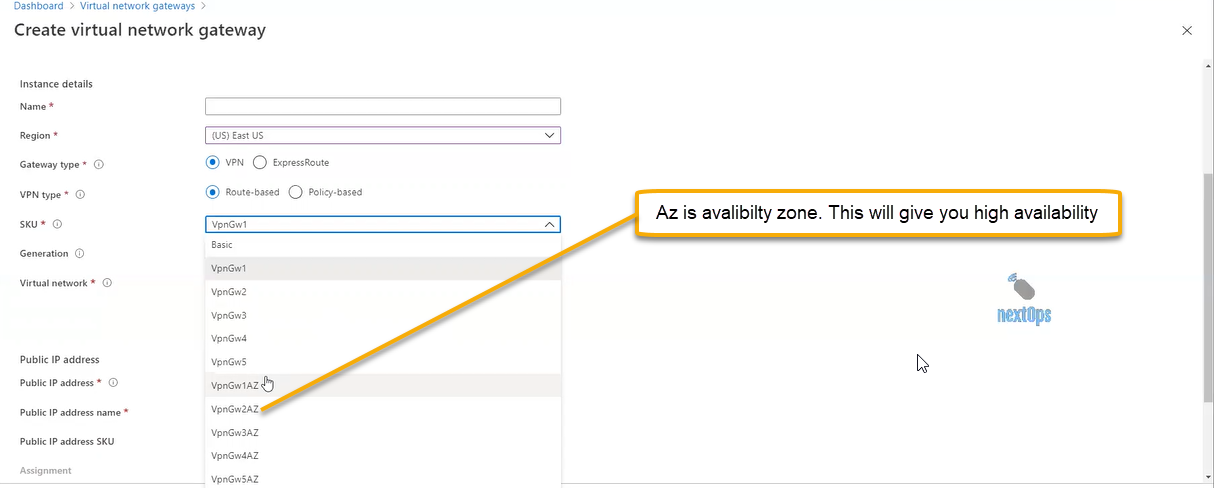 Dashboard > Virtual network gateways >
Create virtual network gateway
Instance details
Name *
Region *
(US) East US
Gateway type *
VPN
ExpressRoute
VPN type *
Route-based
Policy-based
SKU *
VpnGw1
Az is avalibilty zone. This will give you high availability
Basic
Generation
VpnGw1
Virtual network *
VpnGw2
VpnGw3
nextOps
VpnGw4
Public IP address
VpnGw5
Public IP address *
VpnGw1AZ
Public IP address name *
VpnGw2AZ
VpnGw3AZ
Public IP address SKU
VpnGw4AZ
Assignment
VpnGw5AZ